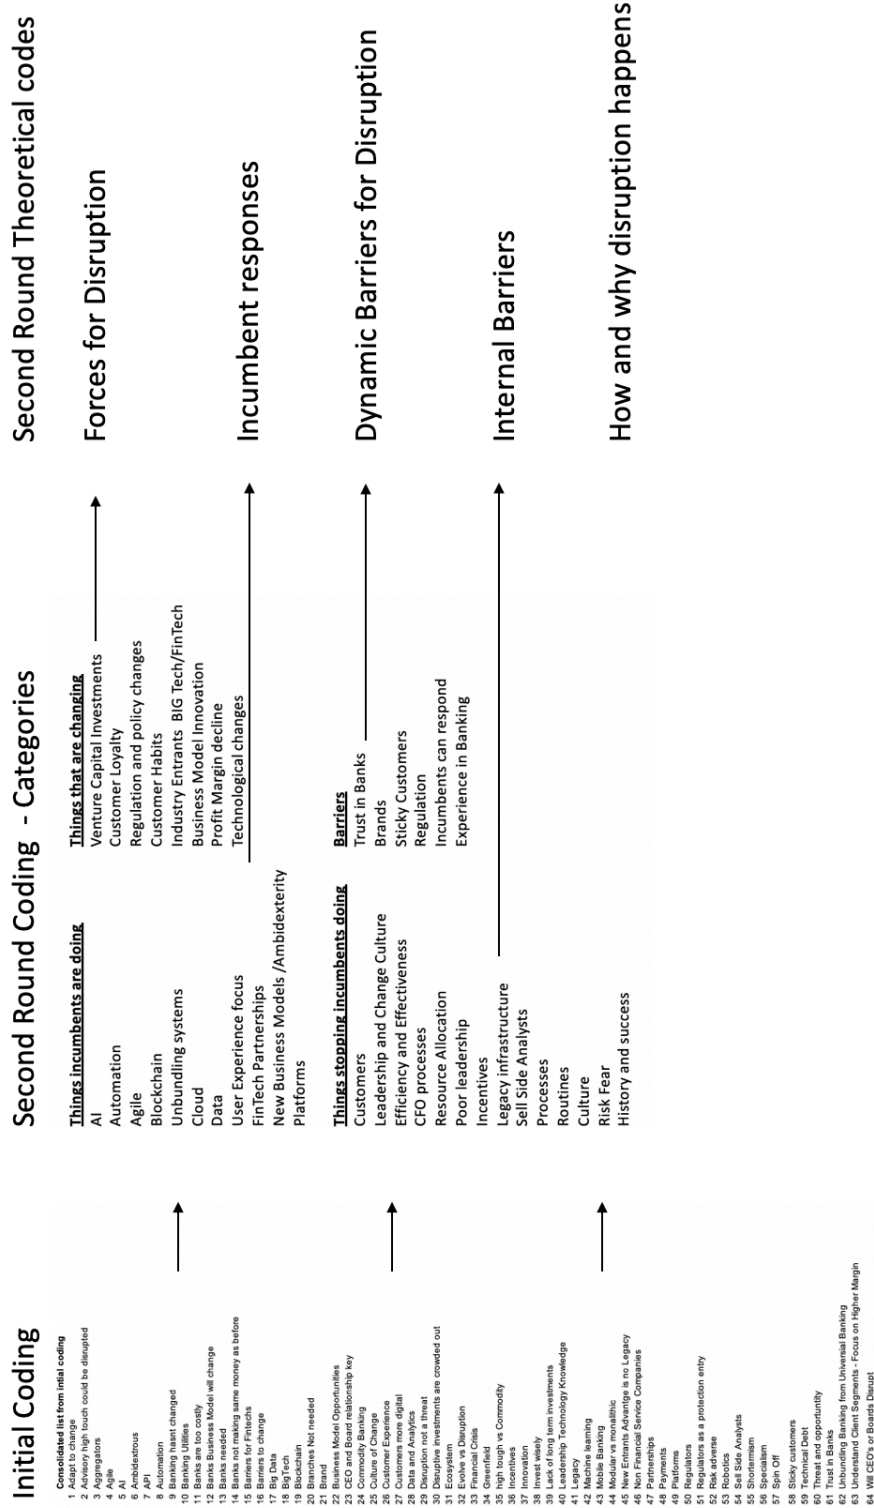 Initial Coding
Consolidated list from intial coding
1 Adapt to change
2 Advisory high touch could be disrupted
3 Aggregators
4 Agile
5 AI
6 Ambidextrous
7 API
8 Automation
9 Banking hasnt changed
10 Banking Utilities
11 Banks are too costly
12 Banks Business Model will change
13 Banks needed
14 Banks not making same money as before
15 Barriers for Fintechs
16 Barriers to change
17 Big Data
18 BigTech
19 Blockchain
20 Branches Not needed
21 Brand
22 Business Model Opportunities
23 CEO and Board relationship key
24 Commodity Banking
25 Culture of Change
26 Customer Experience
27 Customers more digital
28 Data and Analytics
29 Disruption not a threat
30 Disruptive investments are crowded out
31 Ecosystem
32 Evolve vs Disruption
33 Financial Crisis
34 Greenfield
35 high tough vs Commodity
36 Incentives
37 Innovation
38 Invest wisely
39 Lack of long term investments
40 Leadership Technology Knowledge
41 Legacy
42 Machine learning
43 Mobile Banking
44 Modular vs monalithic
45 New Entrants Advantge is no Legacy
46 Non Financial Service Companies
47 Partnerships
48 Payments
49 Platforms
50 Regulators
51 Regulators as a protection entry
52 Risk adverse
53 Robotics
54 Sell Side Analysts
55 Shortermism
56 Specialism
57 Spin Off
58 Sticky customers
59 Technical Debt
60 Threat and opportuntity
61 Trust in Banks
62 Unbundling Banking from Universial Banking
63 Understand Client Segments - Focus on Higher Margin
64 Will CEO's or Boards Disrupt
Second Round Coding - Categories
Things incumbents are doing
AI
Automation
Agile
Blockchain
Unbundling systems
Cloud
Data
User Experience focus
FinTech Partnerships
New Business Models /Ambidexterity
Platforms
Things that are changing
Venture Capital Investments
Customer Loyalty
Regulation and policy changes
Customer Habits
Industry Entrants BIG Tech/FinTech
Business Model Innovation
Profit Margin decline
Technological changes
Things stopping incumbents doing
Customers
Leadership and Change Culture
Efficiency and Effectiveness
CFO processes
Resource Allocation
Poor leadership
Incentives
Legacy infrastructure
Sell Side Analysts
Processes
Routines
Culture
Risk Fear
History and success
Barriers
Trust in Banks
Brands
Sticky Customers
Regulation
Incumbents can respond
Experience in Banking
Second Round Theoretical codes
Forces for Disruption
Incumbent responses
Dynamic Barriers for Disruption
Internal Barriers
How and why disruption happens